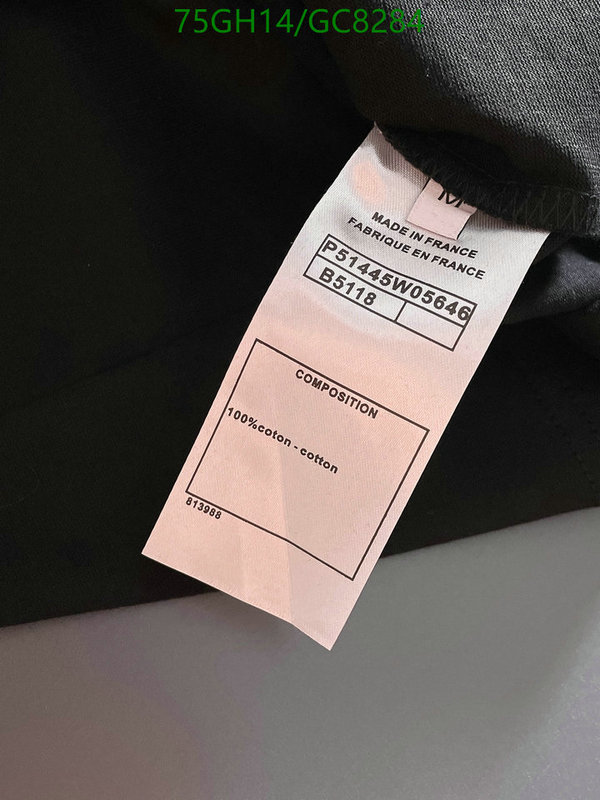 75GH14/GC8284
M
MADE IN FRANCE
FABRIQUE EN FRANCE
P51445W05646
B5118
COMPOSITION
100%coton - cotton
813988